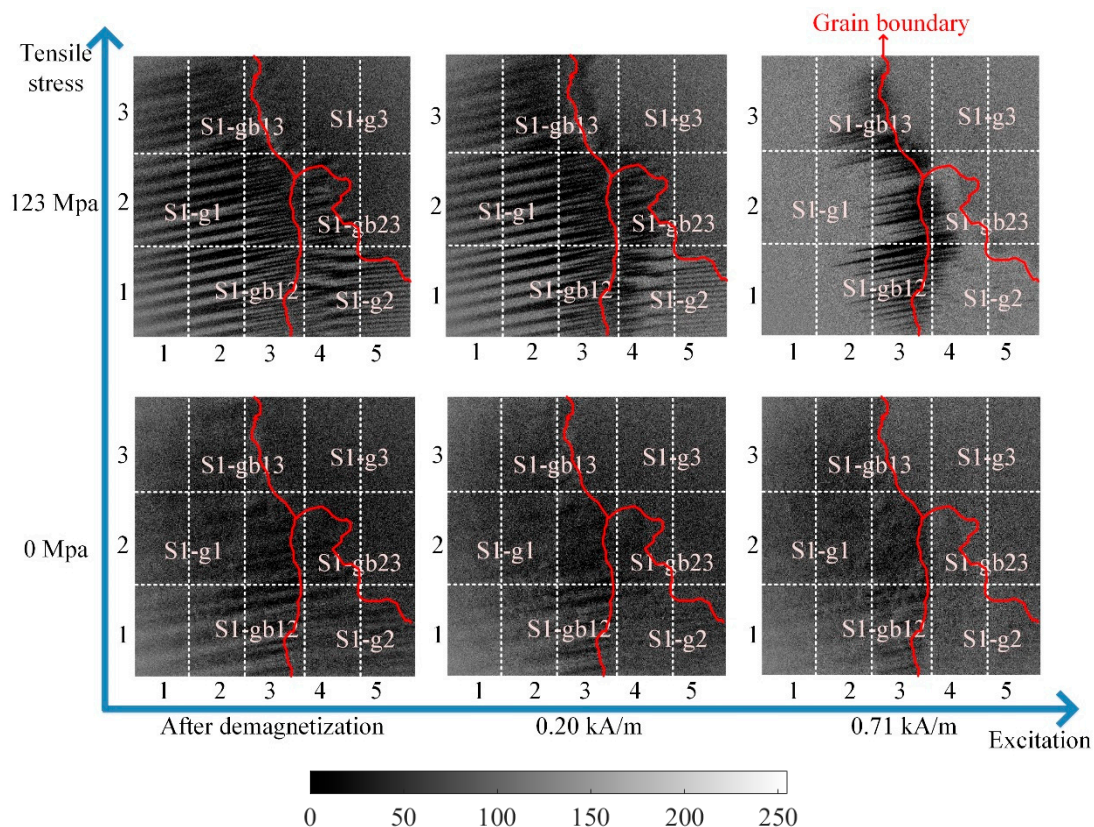 Grain boundary
Tensile
stress
3
S1-gb13 S1-g3
S1-gb13 S1-g3
3
S1-gb13 S1-g3
123 Mpa
2
S1-g1 S1-gb23
2
S1-g1 S1-gb23
2
S1-g1 S1-gb23
1
S1-gb12 S1-g2
1
S1-gb12 S1-g2
1
S1-gb12 S1-g2
1 2 3 4 5
1 2 3 4 5
1 2 3 4 5
3
S1-gb13 S1-g3
3
S1-gb13 S1-g3
3
S1-gb13 S1-g3
0 Mpa
2
S1-g1 S1-gb23
2
S1-g1 S1-gb23
2
S1-g1 S1-gb23
1
S1-gb12 S1-g2
1
S1-gb12 S1-g2
1
S1-gb12 S1-g2
1 2 3 4 5
1 2 3 4 5
1 2 3 4 5
After demagnetization
0.20 kA/m
0.71 kA/m
Excitation
0 50 100 150 200 250